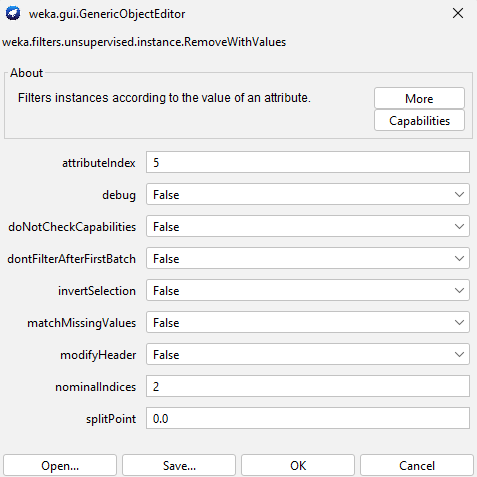 weka.gui.GenericObjectEditor
weka.filters.unsupervised.instance.RemoveWithValues
About
Filters instances according to the value of an attribute.
More
Capabilities
attributeIndex 5
debug False
doNotCheckCapabilities False
dontFilterAfterFirstBatch False
invertSelection False
matchMissingValues False
modifyHeader False
nominalIndices 2
splitPoint 0.0
Open... Save... OK Cancel